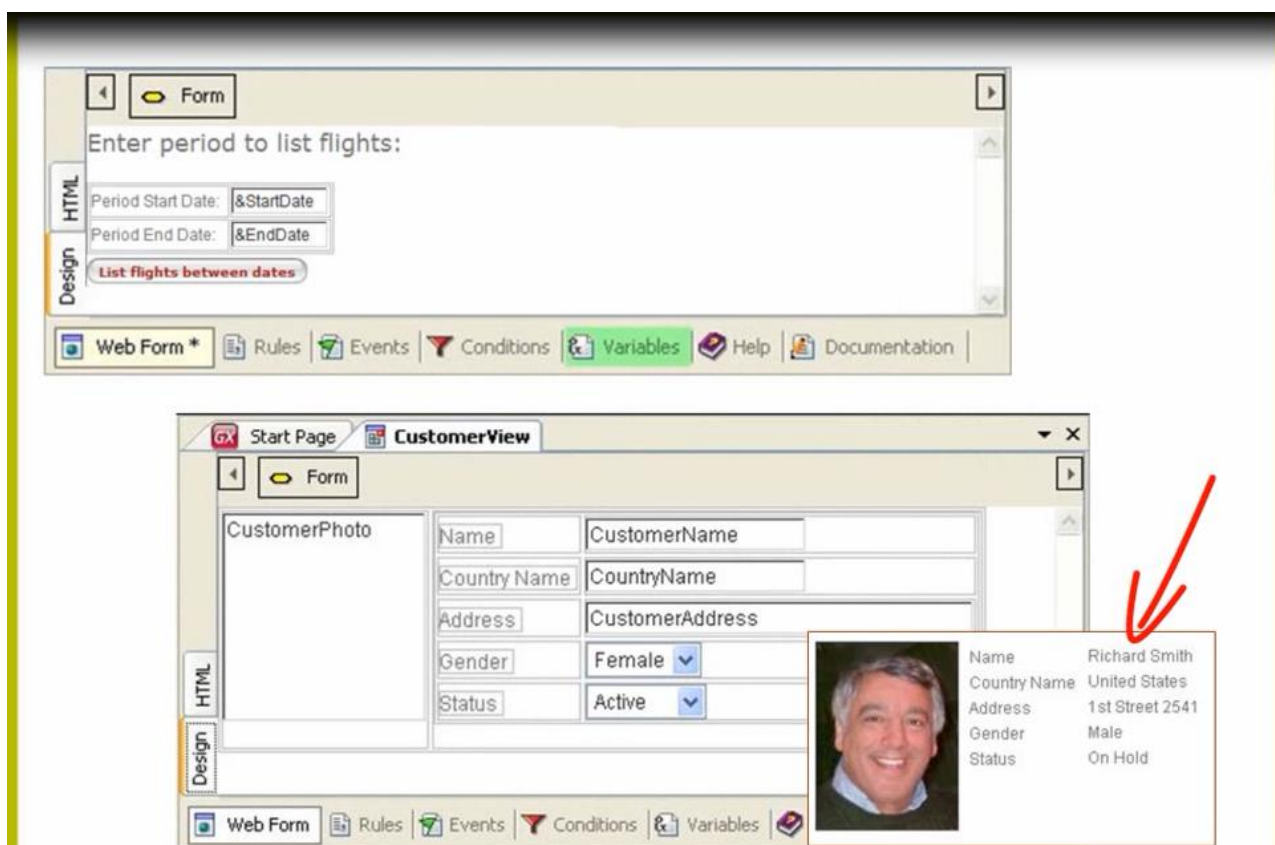 Form
Enter period to list flights:
HTML
Period Start Date: &StartDate
Period End Date: &EndDate
Design
List flights between dates
Web Form * Rules Events Conditions Variables Help Documentation
GX Start Page CustomerView
Form
CustomerPhoto
Name CustomerName
Country Name CountryName
Address CustomerAddress
Gender Female
Status Active
HTML
Design
Web Form Rules Events Conditions Variables
Name Richard Smith
Country Name United States
Address 1st Street 2541
Gender Male
Status On Hold